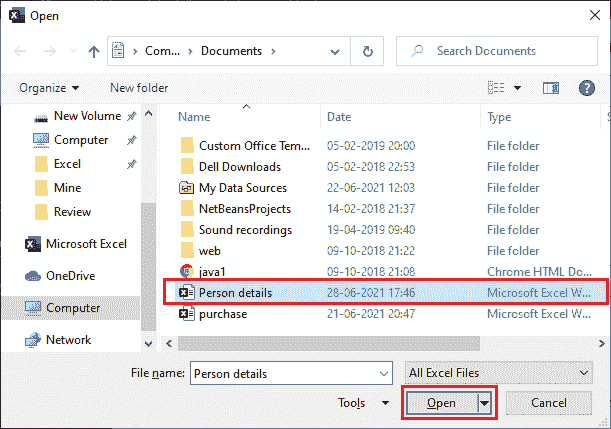 Open
Com... > Documents >
Search Documents
Organize New folder
Name Date Type
New Volume
Computer
Excel
Mine
Review
Microsoft Excel
OneDrive
Computer
Network
Custom Office Tem... 05-02-2019 20:00 File folder
Dell Downloads 05-02-2018 22:53 File folder
My Data Sources 22-06-2021 12:03 File folder
NetBeansProjects 14-02-2018 21:37 File folder
Sound recordings 19-04-2019 09:40 File folder
web 09-10-2018 21:22 File folder
java1 09-10-2018 21:08 Chrome HTML Do...
Person details 28-06-2021 17:46 Microsoft Excel W...
purchase 21-06-2021 20:47 Microsoft Excel W...
File name: Person details All Excel Files
Tools Open Cancel